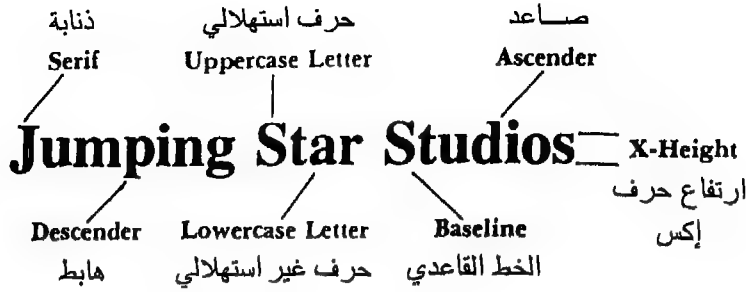 ذنابة حرف استهلالي صاعد
Serif Uppercase Letter Ascender
Jumping Star Studios
X-Height
ارتفاع حرف
إكس
Descender Lowercase Letter Baseline
هابط حرف غير استهلالي الخط القاعدي